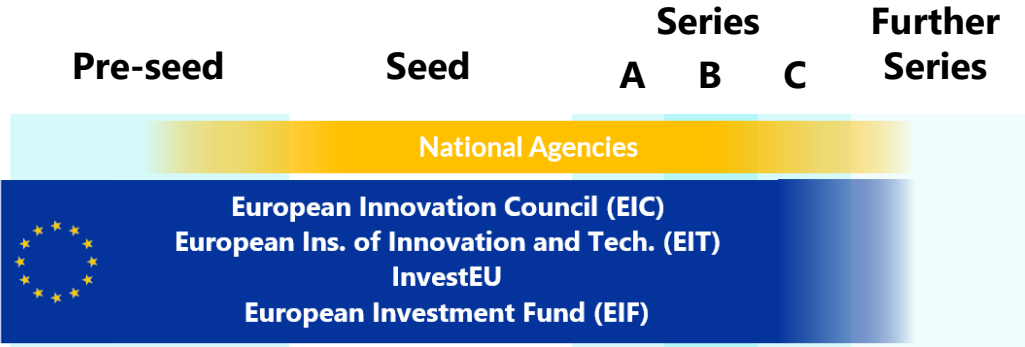 Series
Further
Pre-seed
Seed
A
B
C
Series
National Agencies
European Innovation Council (EIC)
European Ins. of Innovation and Tech. (EIT)
InvestEU
European Investment Fund (EIF)